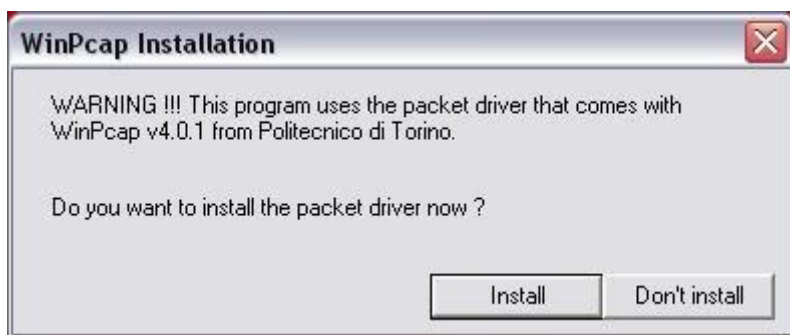 WinPcap Installation
WARNING !!! This program uses the packet driver that comes with
WinPcap v4.0.1 from Politecnico di Torino.
Do you want to install the packet driver now ?
Install
Don't install